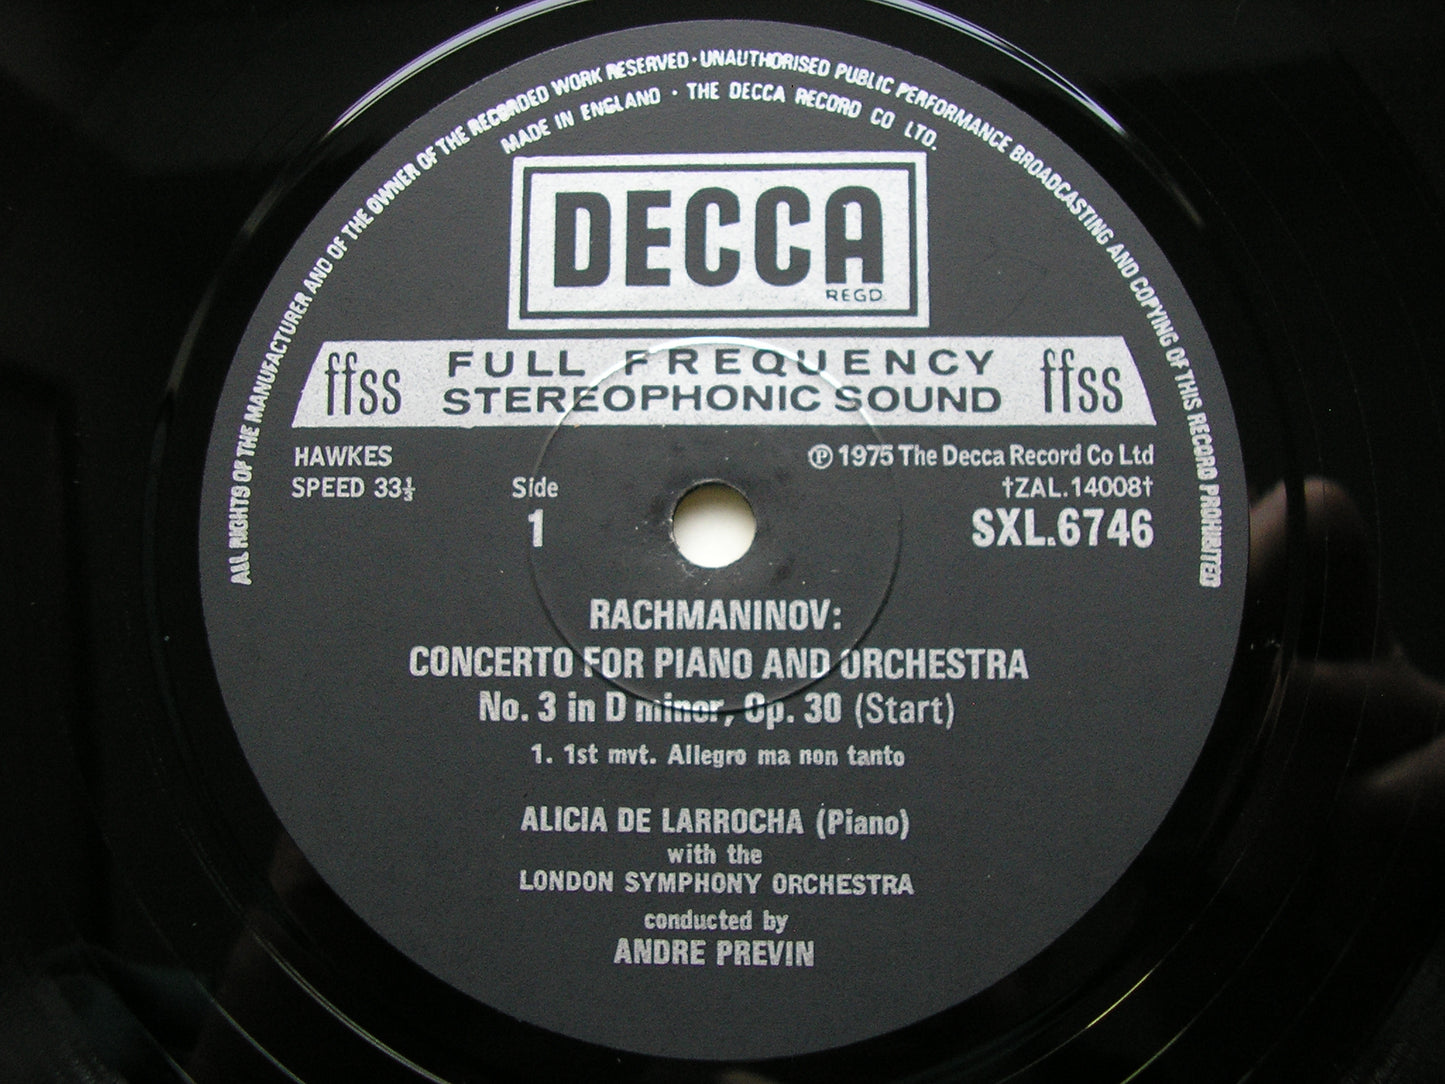 ALL RIGHTS OF THE MANUFACTURER AND OF THE OWNER OF THE RECORDED WORK RESERVED · UNAUTHORISED PUBLIC PERFORMANCE BROADCASTING AND COPYING OF THIS RECORD PROHIBITED
MADE IN ENGLAND · THE DECCA RECORD CO LTD.
DECCA
REGD.
ffss FULL FREQUENCY STEREOPHONIC SOUND ffss
HAWKES
℗ 1975 The Decca Record Co Ltd
SPEED 33⅓
Side
†ZAL.14008†
1
SXL.6746
RACHMANINOV:
CONCERTO FOR PIANO AND ORCHESTRA
No. 3 in D minor, Op. 30 (Start)
1. 1st mvt. Allegro ma non tanto
ALICIA DE LARROCHA (Piano)
with the
LONDON SYMPHONY ORCHESTRA
conducted by
ANDRE PREVIN